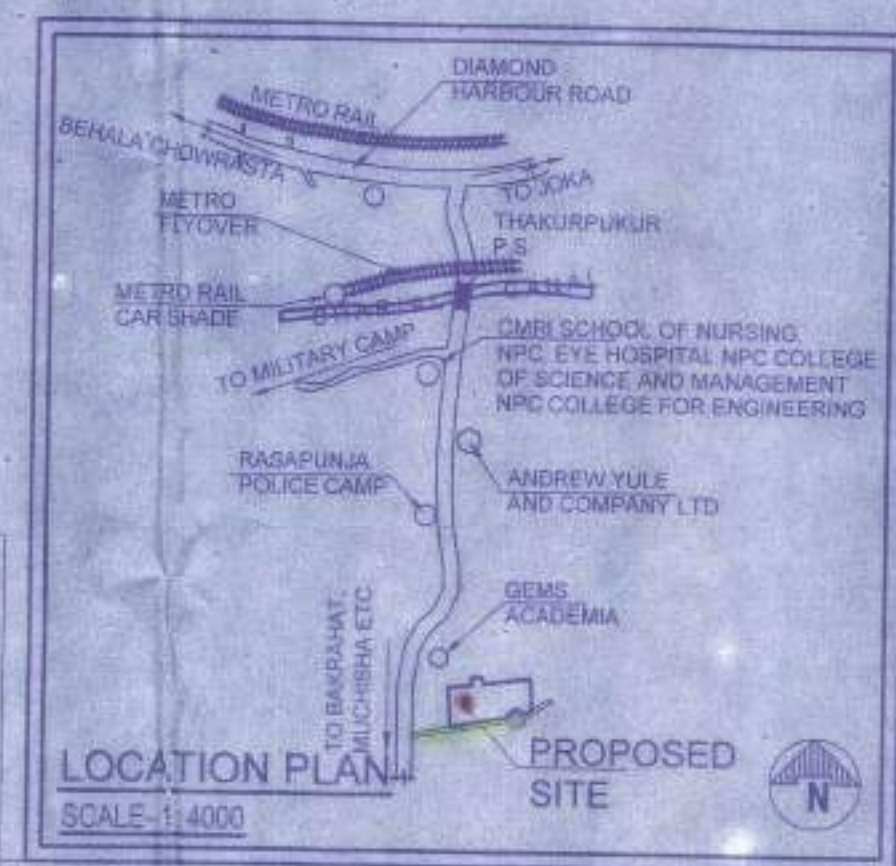 DIAMOND
HARBOUR ROAD
METRO RAIL
BEHALA CHOWRASTA
TO JOKA
METRO
FLYOVER
THAKURPUKUR
P.S
METRO RAIL
CAR SHADE
CANAL
TO MILITARY CAMP
CMRI SCHOOL OF NURSING,
NPC, EYE HOSPITAL NPC COLLEGE
OF SCIENCE AND MANAGEMENT
NPC COLLEGE FOR ENGINEERING
RASAPUNJA
POLICE CAMP
ANDREW YULE
AND COMPANY LTD
GEMS
ACADEMIA
TO BAKRAHAT,
MUCHISHA ETC
PROPOSED
SITE
LOCATION PLAN
SCALE-1:4000
N